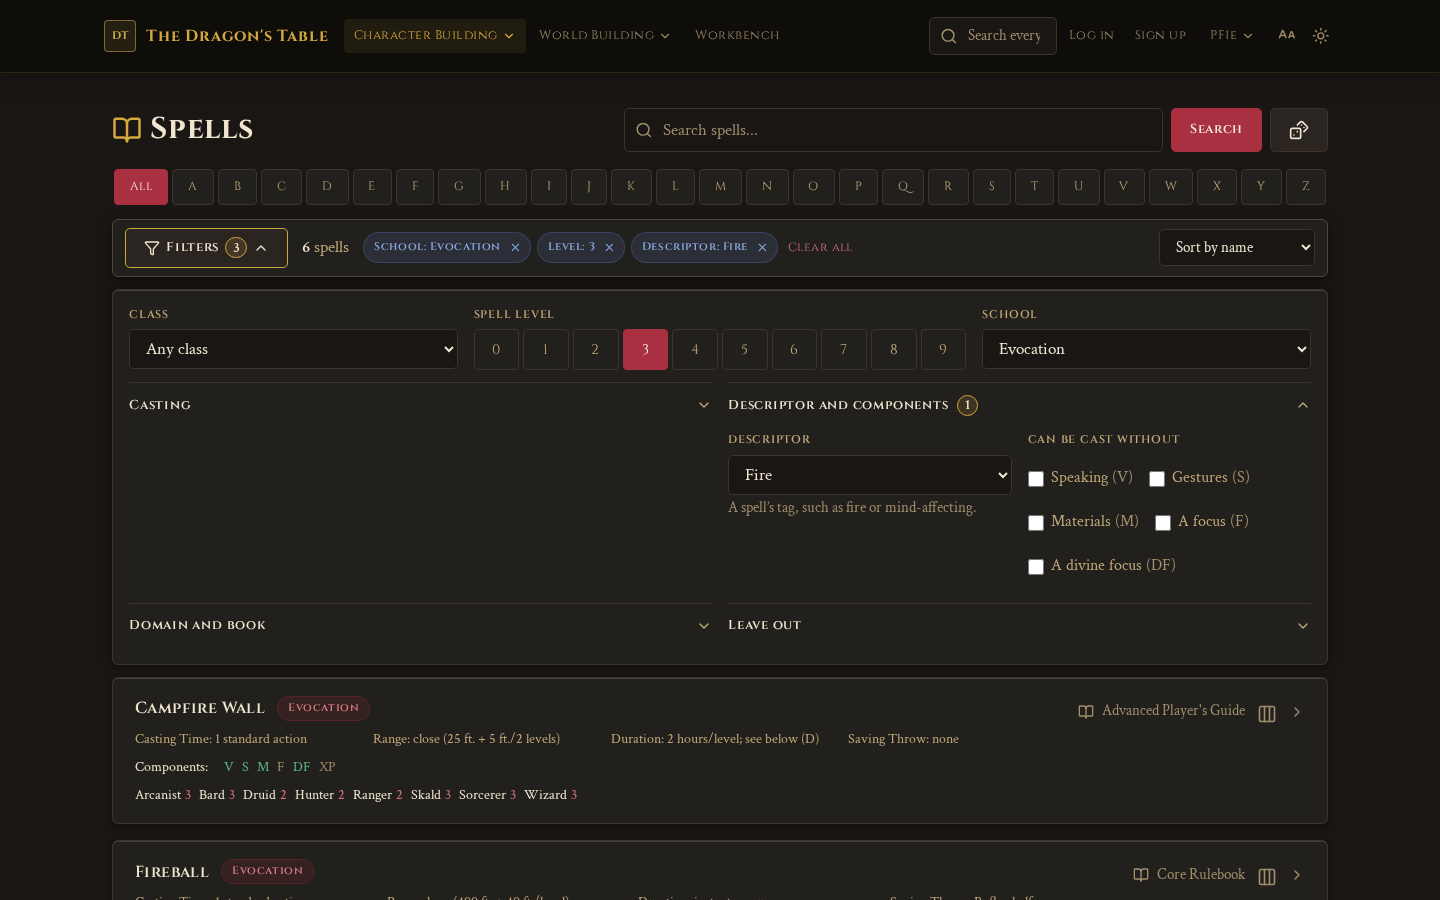 DT The Dragon's Table Character Building World Building Workbench Search every Log in Sign up PF1e AA
Spells Search spells... Search
All A B C D E F G H I J K L M N O P Q R S T U V W X Y Z
Filters 3 6 spells School: Evocation × Level: 3 × Descriptor: Fire × Clear all Sort by name
Class Spell Level School
Any class 0 1 2 3 4 5 6 7 8 9 Evocation
Casting Descriptor and components 1
Descriptor Can be cast without
Fire Speaking (V) Gestures (S)
A spell's tag, such as fire or mind-affecting.
Materials (M) A focus (F)
A divine focus (DF)
Domain and book Leave out
Campfire Wall Evocation Advanced Player's Guide
Casting Time: 1 standard action Range: close (25 ft. + 5 ft./2 levels) Duration: 2 hours/level; see below (D) Saving Throw: none
Components: V S M F DF XP
Arcanist 3 Bard 3 Druid 2 Hunter 2 Ranger 2 Skald 3 Sorcerer 3 Wizard 3
Fireball Evocation Core Rulebook